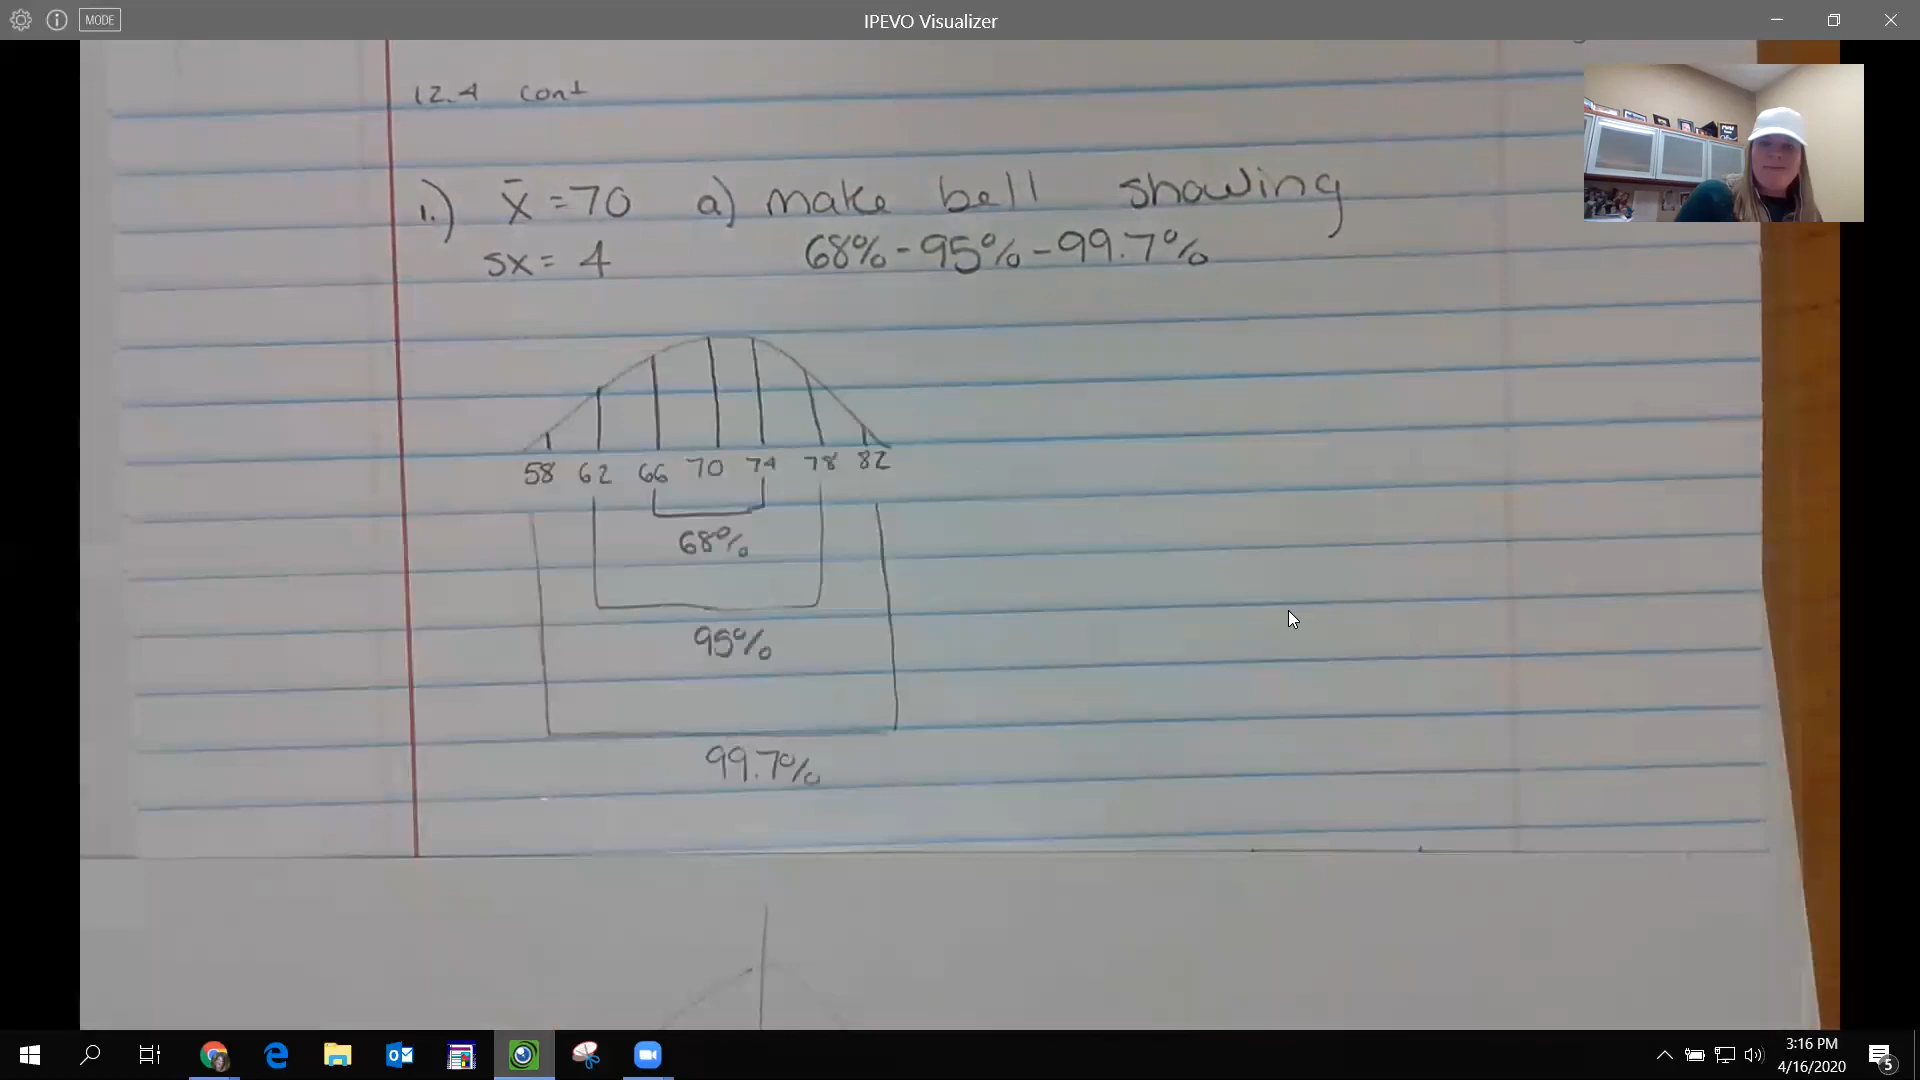 MODE
IPEVO Visualizer
12.4 cont
1.) x̄ = 70 a) make bell showing
sx = 4 68% - 95% - 99.7%
58 62 66 70 74 78 82
68%
95%
99.7%
3:16 PM
4/16/2020
5